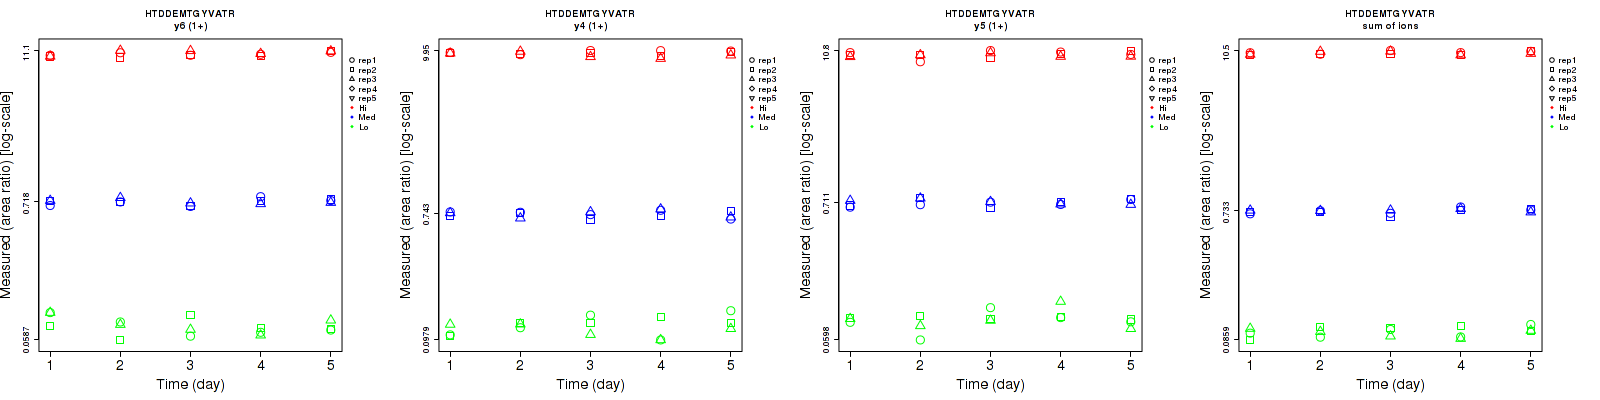 HTDDEMTGYVATR
y6 (1+)
Measured (area ratio) [log-scale]
11.1
0.718
0.0587
1 2 3 4 5
Time (day)
rep1
rep2
rep3
rep4
rep5
Hi
Med
Lo
HTDDEMTGYVATR
y4 (1+)
Measured (area ratio) [log-scale]
9.95
0.743
0.0979
1 2 3 4 5
Time (day)
rep1
rep2
rep3
rep4
rep5
Hi
Med
Lo
HTDDEMTGYVATR
y5 (1+)
Measured (area ratio) [log-scale]
10.8
0.711
0.0598
1 2 3 4 5
Time (day)
rep1
rep2
rep3
rep4
rep5
Hi
Med
Lo
HTDDEMTGYVATR
sum of ions
Measured (area ratio) [log-scale]
10.5
0.733
0.0859
1 2 3 4 5
Time (day)
rep1
rep2
rep3
rep4
rep5
Hi
Med
Lo